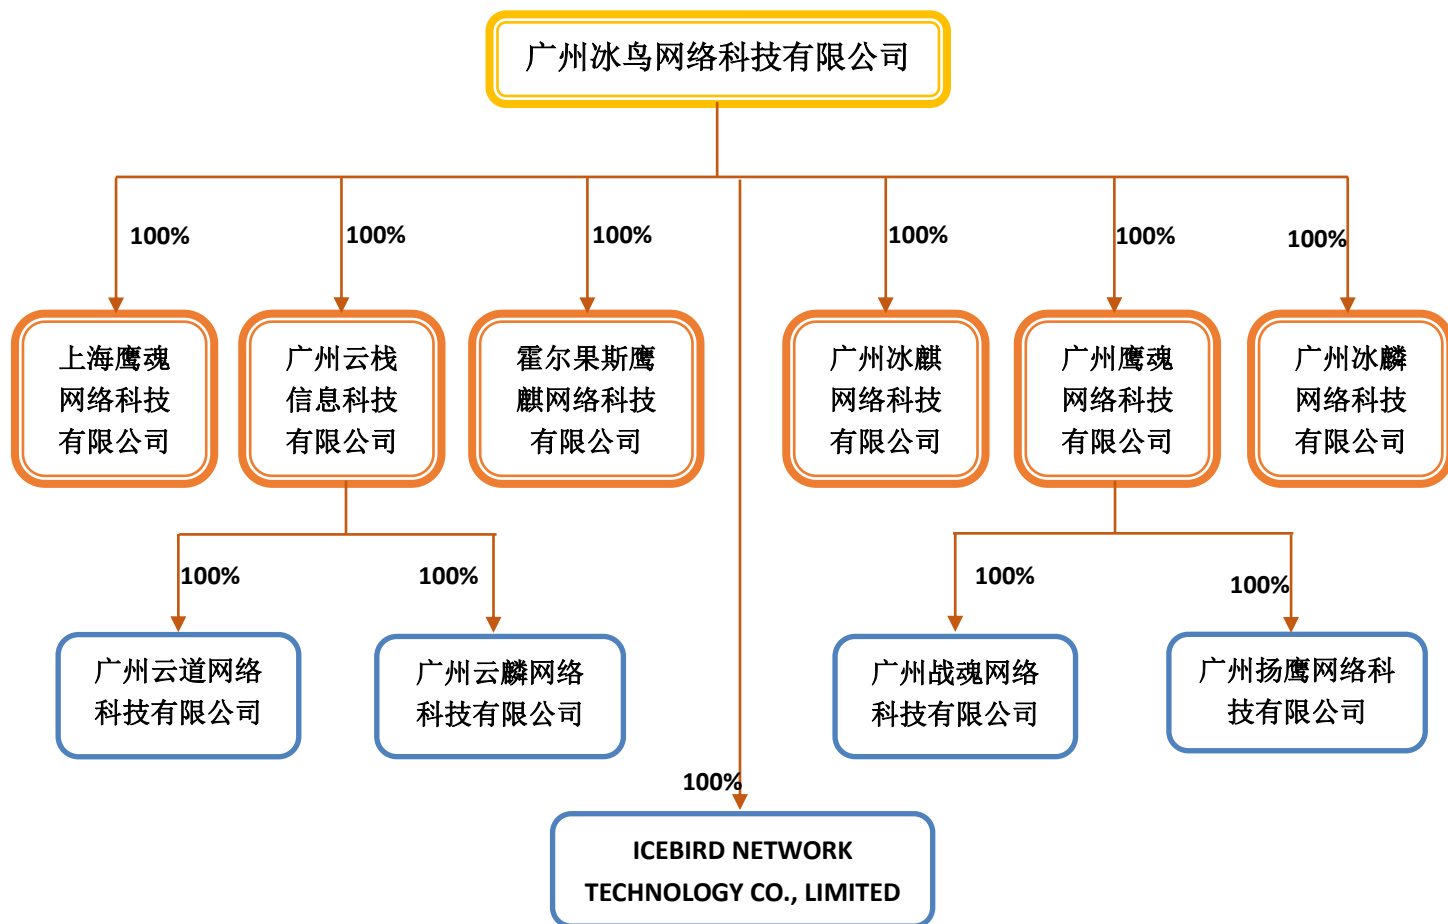 广州冰鸟网络科技有限公司
100%
100%
100%
100%
100%
100%
上海鹰魂
网络科技
有限公司
广州云栈
信息科技
有限公司
霍尔果斯鹰
麒网络科技
有限公司
广州冰麒
网络科技
有限公司
广州鹰魂
网络科技
有限公司
广州冰麟
网络科技
有限公司
100%
100%
100%
100%
广州云道网络
科技有限公司
广州云麟网络
科技有限公司
广州战魂网络
科技有限公司
广州扬鹰网络科
技有限公司
100%
ICEBIRD NETWORK
TECHNOLOGY CO., LIMITED